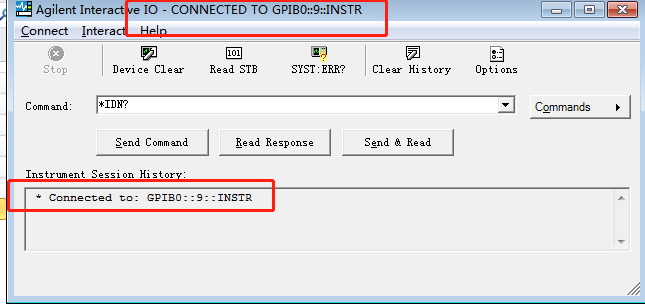 Agilent Interactive IO - CONNECTED TO GPIB0::9::INSTR
Connect Interact Help
Stop Device Clear Read STB SYST:ERR? Clear History Options
101
Command: *IDN? Commands
Send Command Read Response Send & Read
Instrument Session History:
* Connected to: GPIB0::9::INSTR